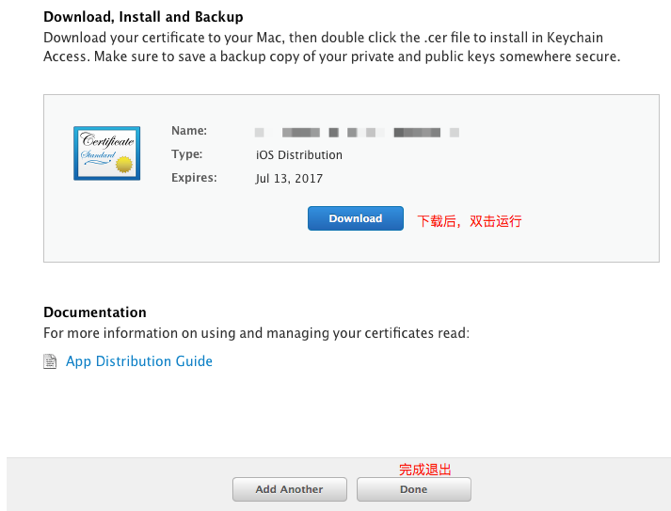 Download, Install and Backup
Download your certificate to your Mac, then double click the .cer file to install in Keychain
Access. Make sure to save a backup copy of your private and public keys somewhere secure.
Certificate
Standard
Name:
Type: iOS Distribution
Expires: Jul 13, 2017
Download 下载后，双击运行
Documentation
For more information on using and managing your certificates read:
App Distribution Guide
完成退出
Add Another Done